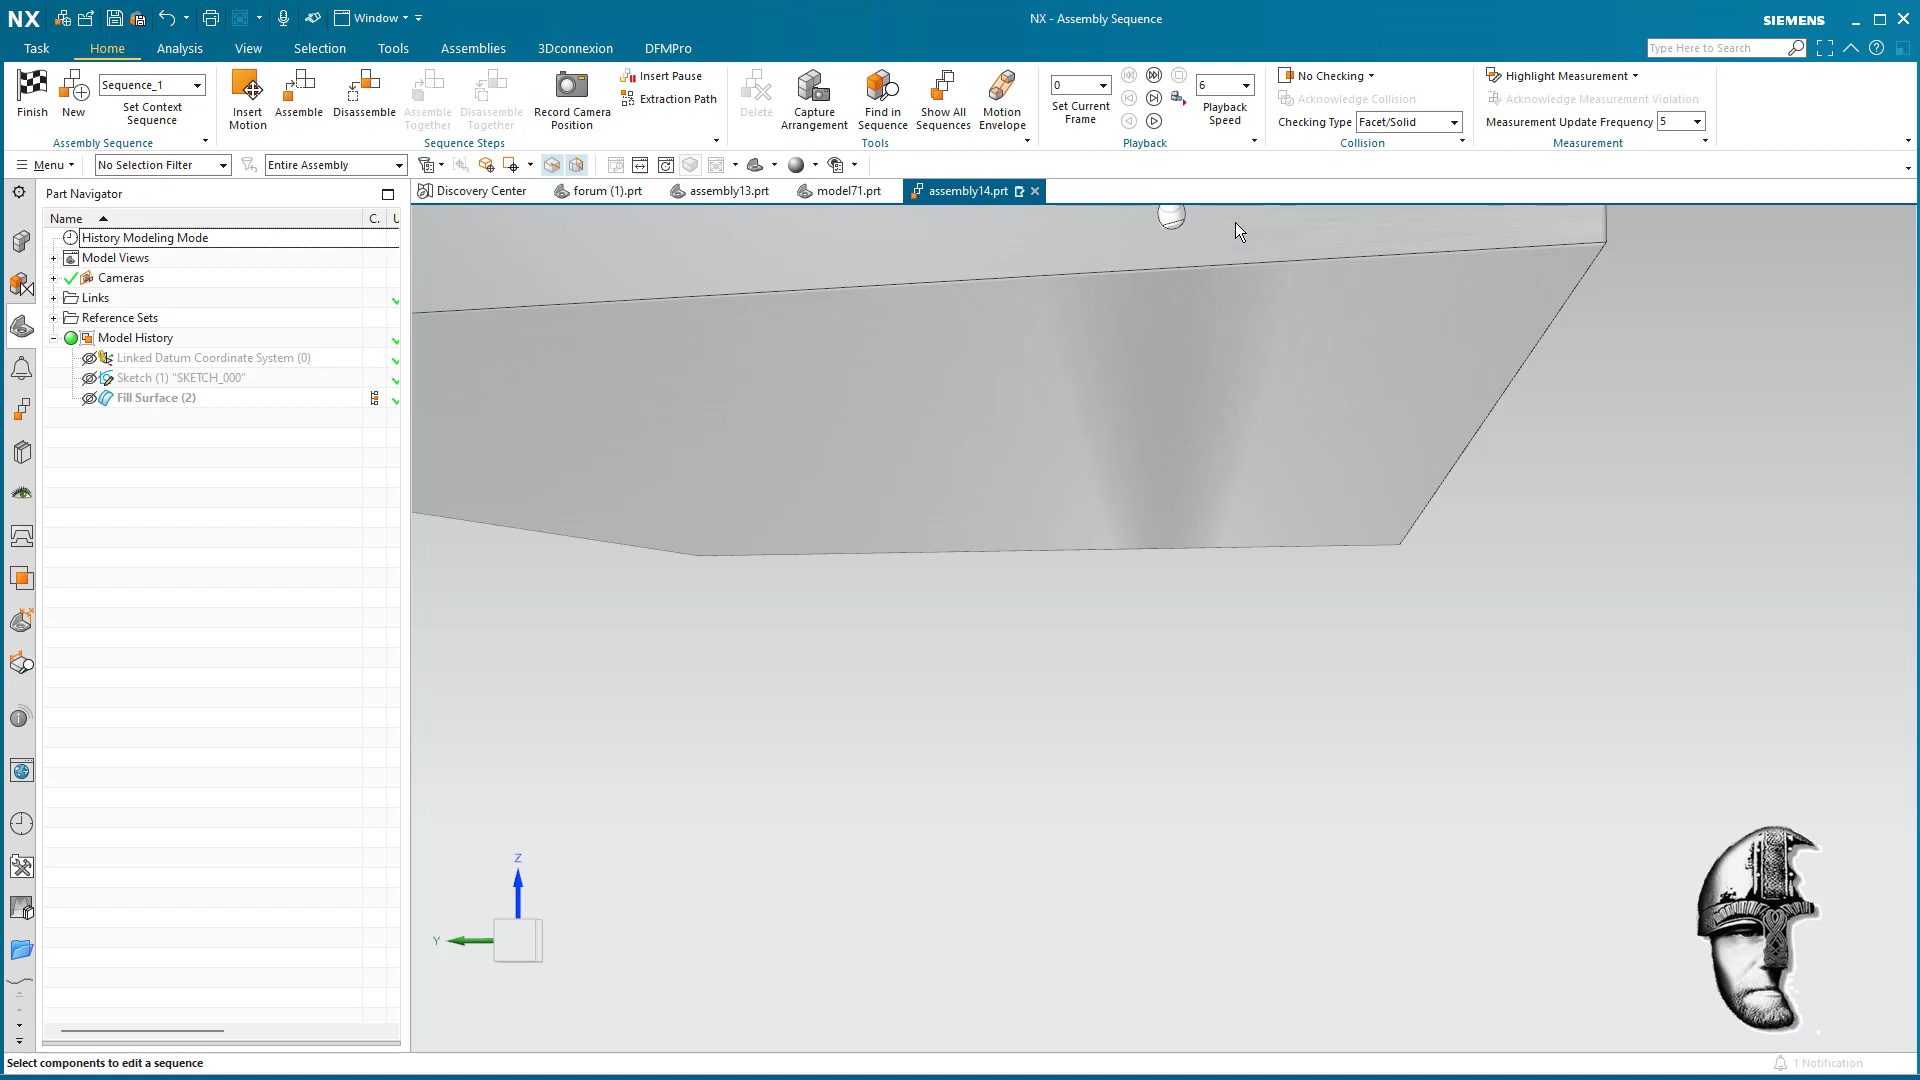 NX
Window
NX - Assembly Sequence
SIEMENS
Task
Home
Analysis
View
Selection
Tools
Assemblies
3Dconnexion
DFMPro
Type Here to Search
Finish
New
Sequence_1
Set Context
Sequence
Assembly Sequence
Insert
Motion
Assemble
Disassemble
Assemble
Together
Disassemble
Together
Record Camera
Position
Insert Pause
Extraction Path
Sequence Steps
Delete
Capture
Arrangement
Find in
Sequence
Show All
Sequences
Motion
Envelope
Tools
0
Set Current
Frame
6
Playback
Speed
Playback
No Checking
Acknowledge Collision
Checking Type
Facet/Solid
Collision
Highlight Measurement
Acknowledge Measurement Violation
Measurement Update Frequency
5
Measurement
Menu
No Selection Filter
Entire Assembly
Part Navigator
Discovery Center
forum (1).prt
assembly13.prt
model71.prt
assembly14.prt
Name
C.
U
History Modeling Mode
Model Views
Cameras
Links
Reference Sets
Model History
Linked Datum Coordinate System (0)
Sketch (1) "SKETCH_000"
Fill Surface (2)
Z
Y
Select components to edit a sequence
1 Notification